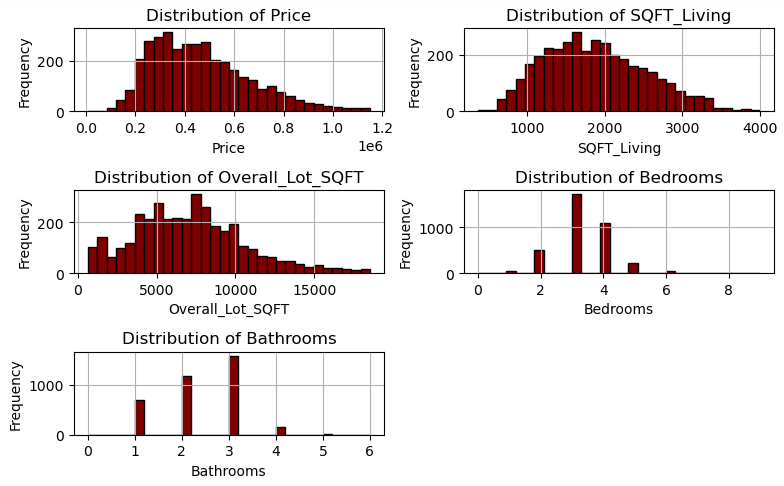 Distribution of Price
Frequency
200
0
0.0 0.2 0.4 0.6 0.8 1.0 1.2
1e6
Price
Distribution of SQFT_Living
Frequency
200
0
1000 2000 3000 4000
SQFT_Living
Distribution of Overall_Lot_SQFT
Frequency
200
0
0 5000 10000 15000
Overall_Lot_SQFT
Distribution of Bedrooms
Frequency
1000
0
0 2 4 6 8
Bedrooms
Distribution of Bathrooms
Frequency
1000
0
0 1 2 3 4 5 6
Bathrooms